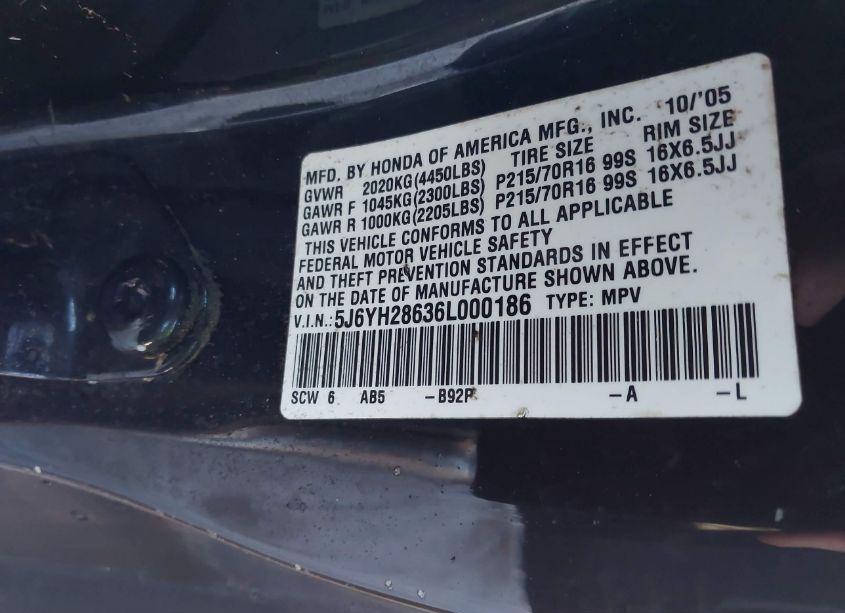 MFD. BY HONDA OF AMERICA MFG., INC. 10/'05
GVWR 2020KG(4450LBS) TIRE SIZE RIM SIZE
GAWR F 1045KG(2300LBS) P215/70R16 99S 16X6.5JJ
GAWR R 1000KG(2205LBS) P215/70R16 99S 16X6.5JJ
THIS VEHICLE CONFORMS TO ALL APPLICABLE
FEDERAL MOTOR VEHICLE SAFETY
AND THEFT PREVENTION STANDARDS IN EFFECT
ON THE DATE OF MANUFACTURE SHOWN ABOVE.
V.I.N.:5J6YH28636L000186 TYPE: MPV
SCW 6 AB5 -B92P -A -L